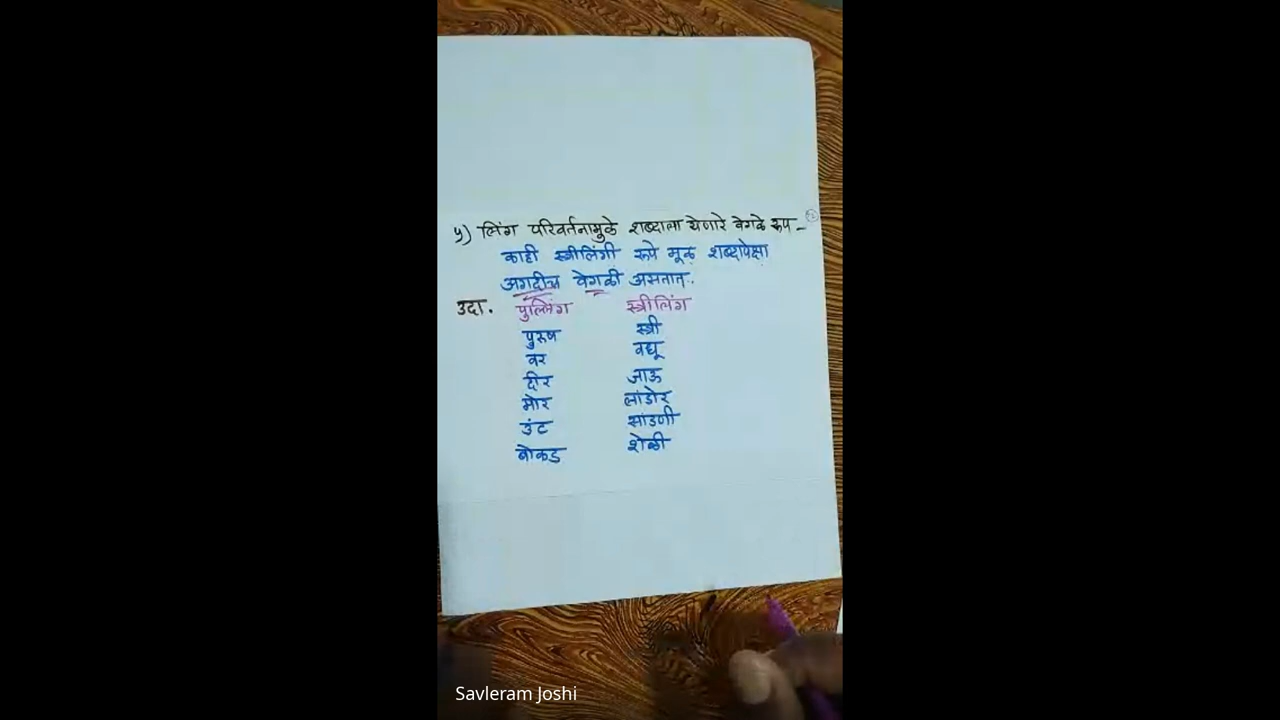 ५) लिंग परिवर्तनामुळे शब्दाला येणारे वेगळे रूप -
काही स्त्रीलिंगी रूपे मूळ शब्दापेक्षा
अगदीच वेगळी असतात.
उदा. पुल्लिंग स्त्रीलिंग
पुरुष स्त्री
वर वधू
दीर जाऊ
मोर लांडोर
उंट सांडणी
बोकड शेळी
Savleram Joshi